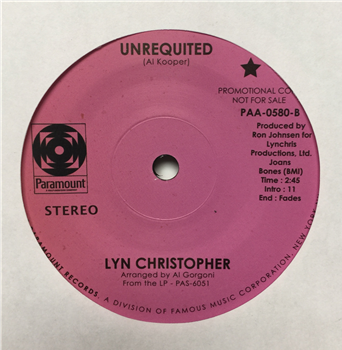 UNREQUITED
(Al Kooper)
PROMOTIONAL CO
NOT FOR SALE
PAA-0580-B
Produced by
Ron Johnsen for
Lynchris
Productions, Ltd.
Joans
Bones (BMI)
Time : 2:45
Intro : 11
End : Fades
Paramount
STEREO
LYN CHRISTOPHER
Arranged by Al Gorgoni
From the LP - PAS-6051
RAMOUNT RECORDS, A DIVISION OF FAMOUS MUSIC CORPORATION, NEW YORK